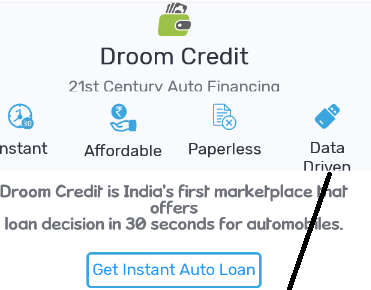 Droom Credit
21st Century Auto Financing
30
nstant Affordable Paperless Data Driven
Droom Credit is India's first marketplace that
offers
loan decision in 30 seconds for automobiles.
Get Instant Auto Loan